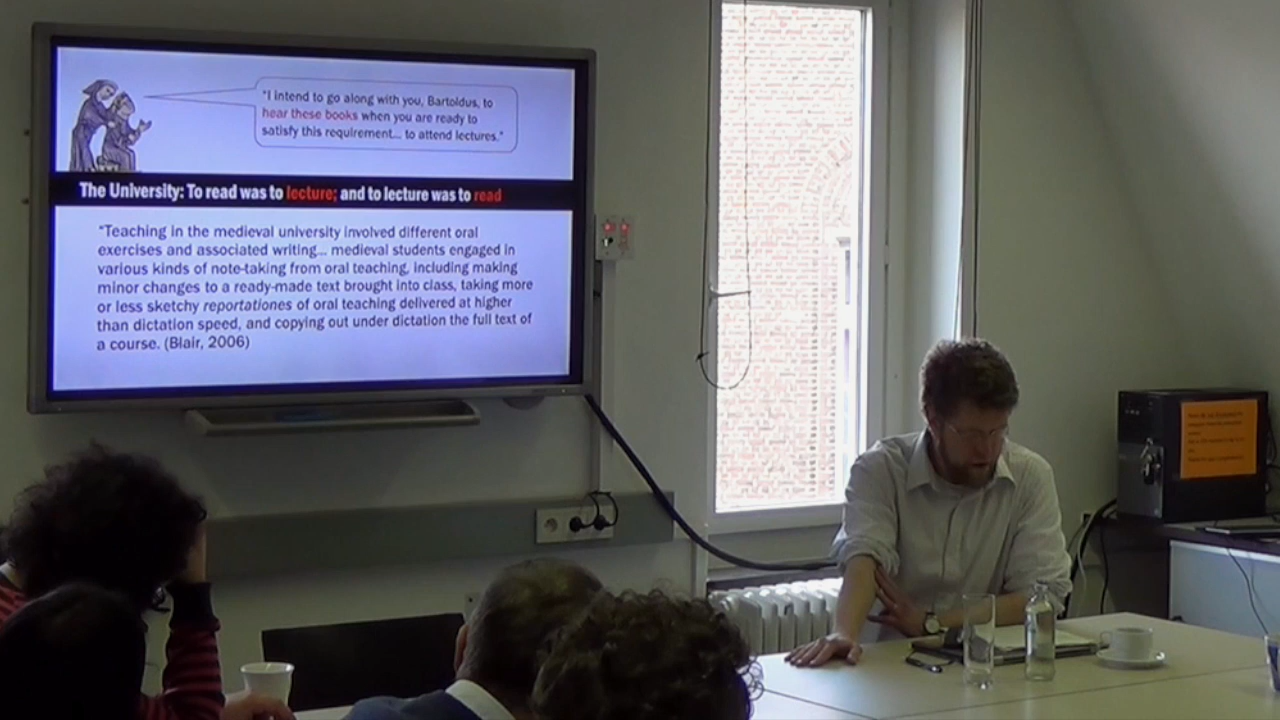 "I intend to go along with you, Bartoldus, to
hear these books when you are ready to
satisfy this requirement... to attend lectures."
The University: To read was to lecture; and to lecture was to read
"Teaching in the medieval university involved different oral
exercises and associated writing... medieval students engaged in
various kinds of note-taking from oral teaching, including making
minor changes to a ready-made text brought into class, taking more
or less sketchy reportationes of oral teaching delivered at higher
than dictation speed, and copying out under dictation the full text of
a course. (Blair, 2006)